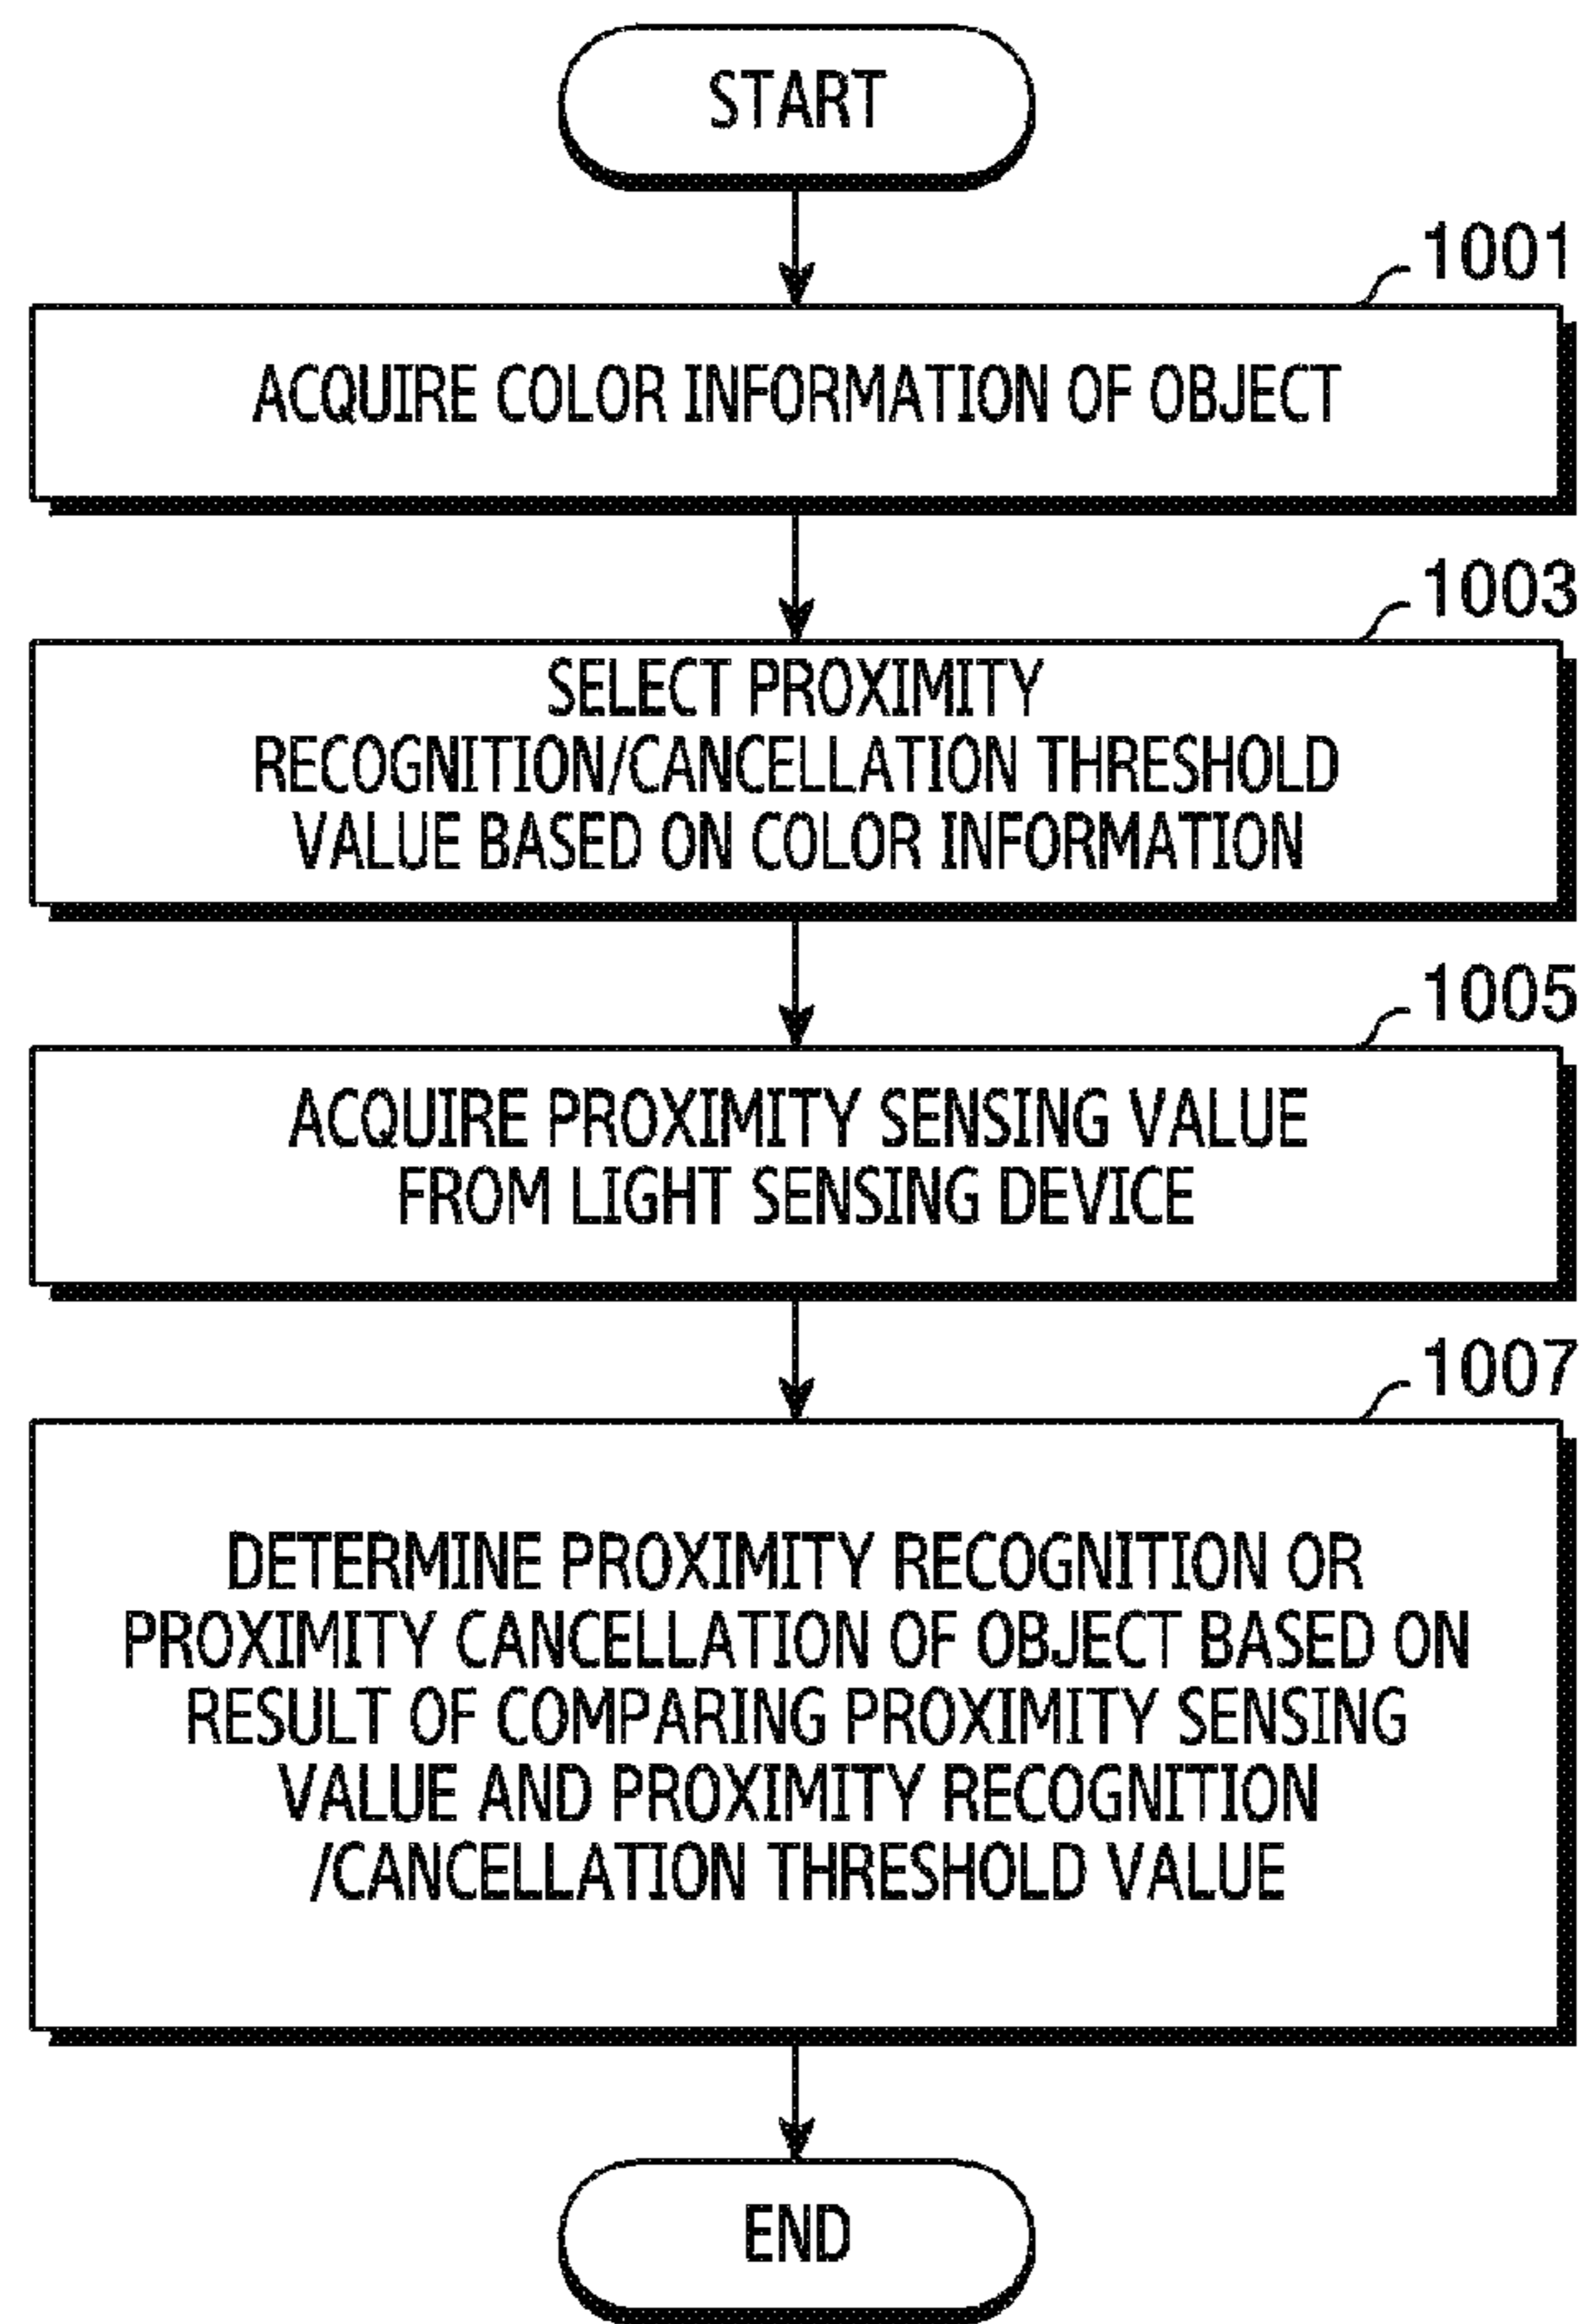 START
1001
ACQUIRE COLOR INFORMATION OF OBJECT
1003
SELECT PROXIMITY
RECOGNITION/CANCELLATION THRESHOLD
VALUE BASED ON COLOR INFORMATION
1005
ACQUIRE PROXIMITY SENSING VALUE
FROM LIGHT SENSING DEVICE
1007
DETERMINE PROXIMITY RECOGNITION OR
PROXIMITY CANCELLATION OF OBJECT BASED ON
RESULT OF COMPARING PROXIMITY SENSING
VALUE AND PROXIMITY RECOGNITION
/CANCELLATION THRESHOLD VALUE
END